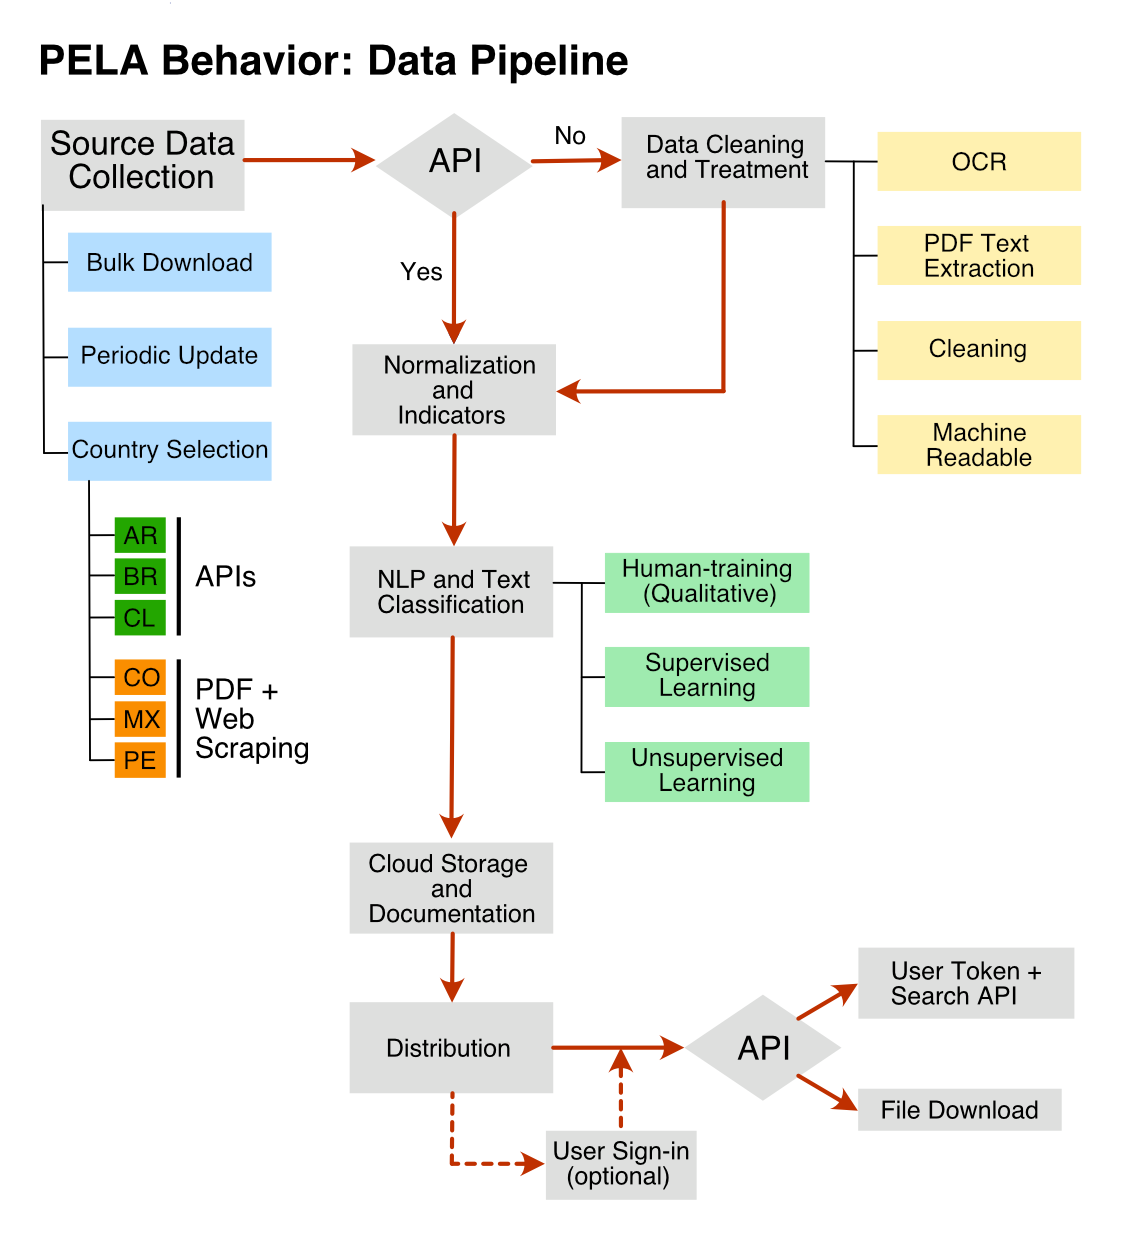 PELA Behavior: Data Pipeline
Source Data
Collection
API
No
Yes
Data Cleaning
and Treatment
OCR
PDF Text
Extraction
Cleaning
Machine
Readable
Bulk Download
Periodic Update
Country Selection
AR
BR
CL
APIs
CO
MX
PE
PDF +
Web
Scraping
Normalization
and
Indicators
NLP and Text
Classification
Human-training
(Qualitative)
Supervised
Learning
Unsupervised
Learning
Cloud Storage
and
Documentation
Distribution
User Sign-in
(optional)
API
User Token +
Search API
File Download